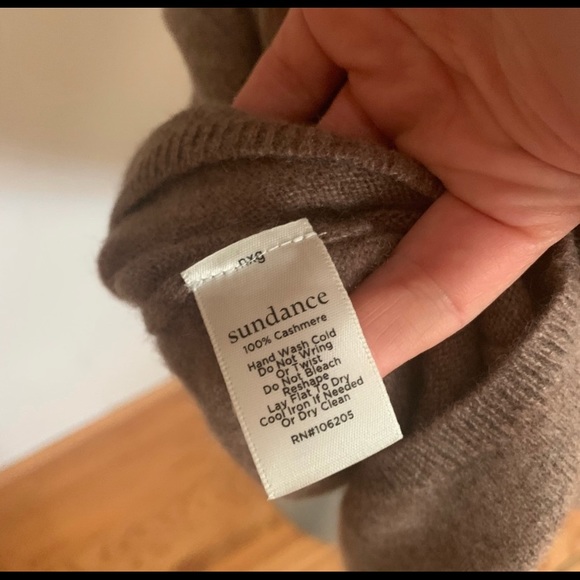 sundance
100% Cashmere
Hand Wash Cold
Do Not Wring
Or Twist
Do Not Bleach
Reshape
Lay Flat To Dry
Cool Iron If Needed
Or Dry Clean
RN#106205